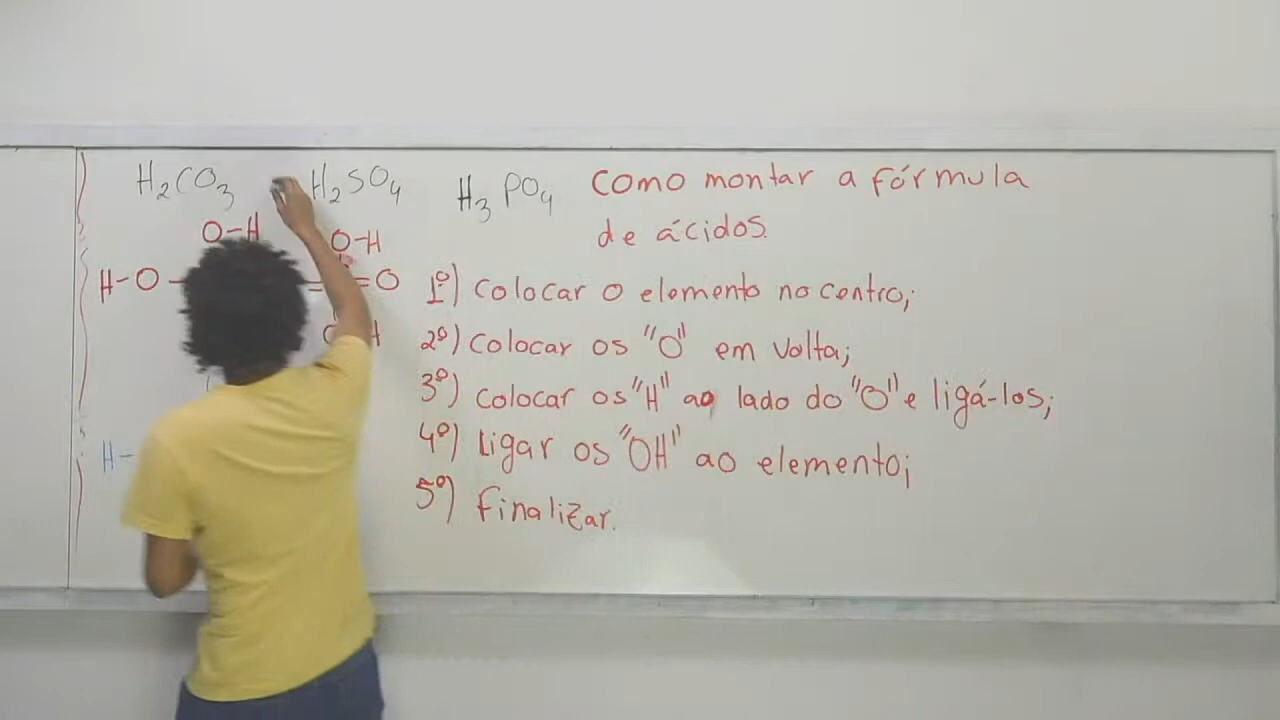 H2CO3 H2SO4 H3PO4
Como montar a fórmula
de ácidos.
O-H
O-H
H-O
=O
H
H-
1º) Colocar o elemento no centro;
2º) Colocar os "O" em volta;
3º) Colocar os "H" ao lado do "O" e ligá-los;
4º) Ligar os "OH" ao elemento;
5º) Finalizar.